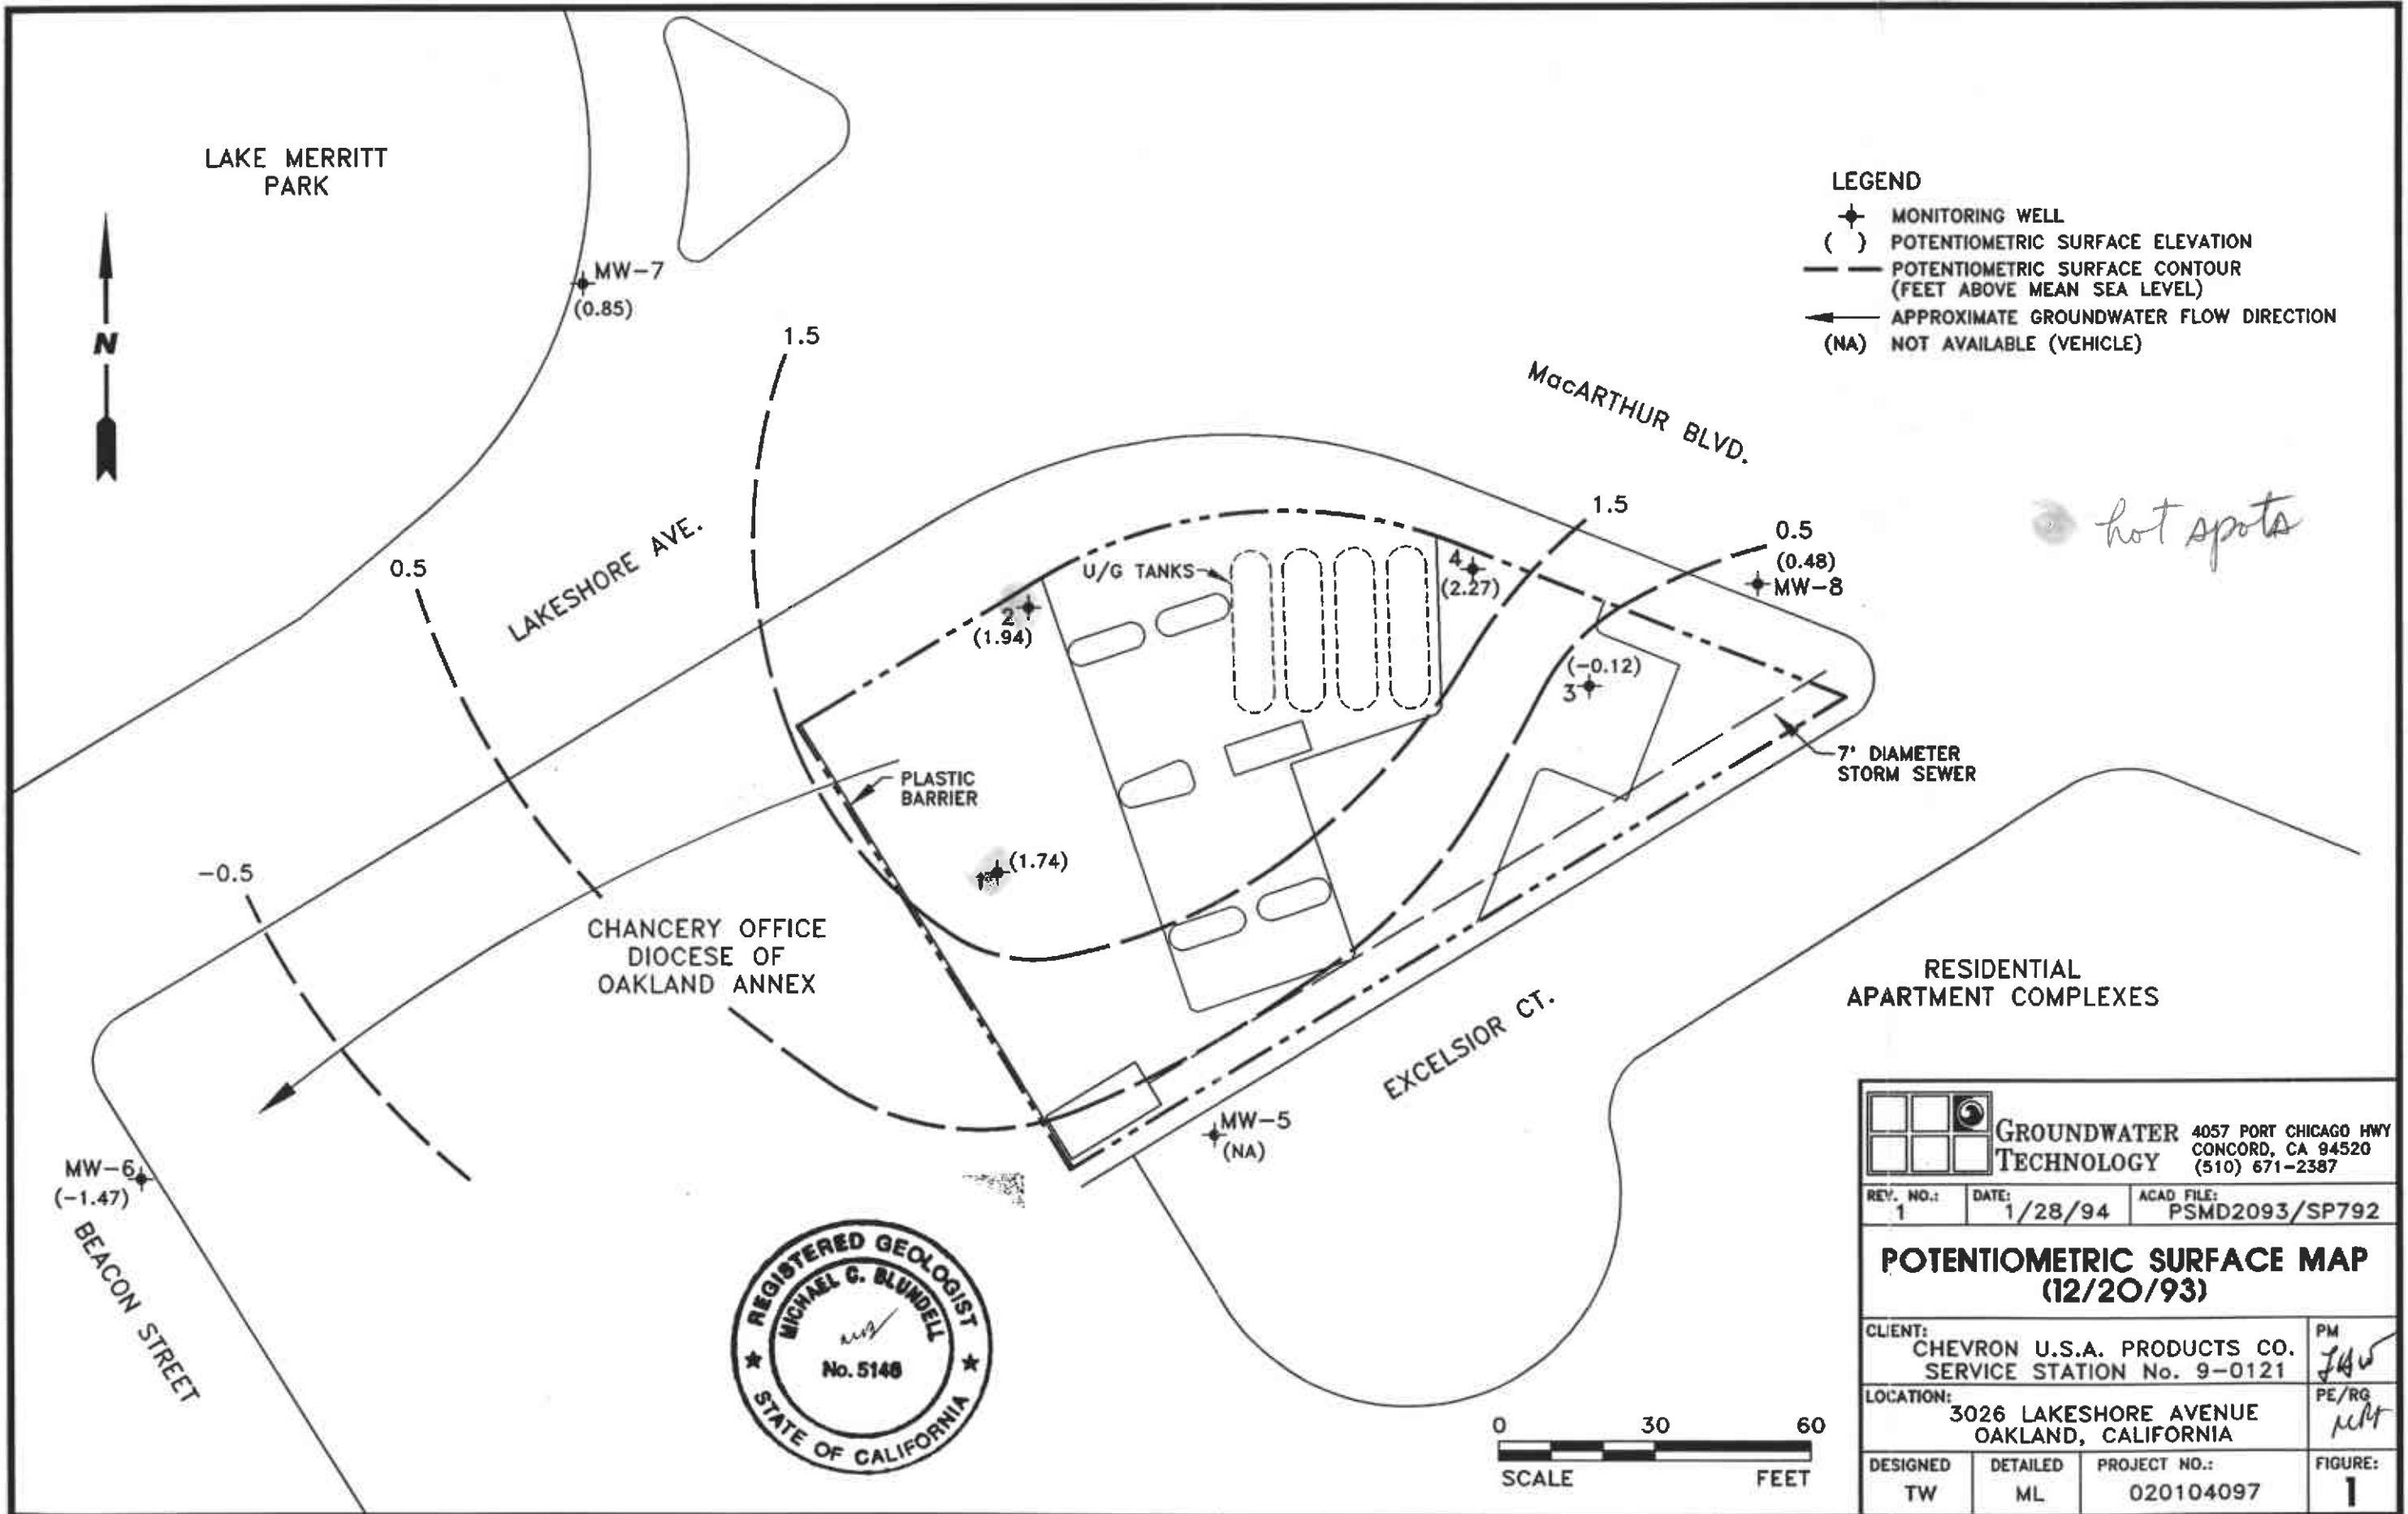 LAKE MERRITT
PARK
N
MW-7
(0.85)
1.5
LEGEND
MONITORING WELL
( ) POTENTIOMETRIC SURFACE ELEVATION
POTENTIOMETRIC SURFACE CONTOUR
(FEET ABOVE MEAN SEA LEVEL)
APPROXIMATE GROUNDWATER FLOW DIRECTION
(NA) NOT AVAILABLE (VEHICLE)
MacARTHUR BLVD.
hot spots
LAKESHORE AVE.
0.5
1.5
0.5
(0.48)
MW-8
U/G TANKS
4
(2.27)
2
(1.94)
(-0.12)
3
7' DIAMETER
STORM SEWER
PLASTIC
BARRIER
1
(1.74)
-0.5
CHANCERY OFFICE
DIOCESE OF
OAKLAND ANNEX
RESIDENTIAL
APARTMENT COMPLEXES
EXCELSIOR CT.
MW-5
(NA)
MW-6
(-1.47)
BEACON STREET
REGISTERED GEOLOGIST
MICHAEL C. BLUNDELL
No. 5146
STATE OF CALIFORNIA
0 30 60
SCALE FEET
GROUNDWATER
TECHNOLOGY
4057 PORT CHICAGO HWY
CONCORD, CA 94520
(510) 671-2387
REV. NO.:
1
DATE:
1/28/94
ACAD FILE:
PSMD2093/SP792
POTENTIOMETRIC SURFACE MAP
(12/20/93)
CLIENT:
CHEVRON U.S.A. PRODUCTS CO.
SERVICE STATION No. 9-0121
PM
LOCATION:
3026 LAKESHORE AVENUE
OAKLAND, CALIFORNIA
PE/RG
DESIGNED
TW
DETAILED
ML
PROJECT NO.:
020104097
FIGURE:
1